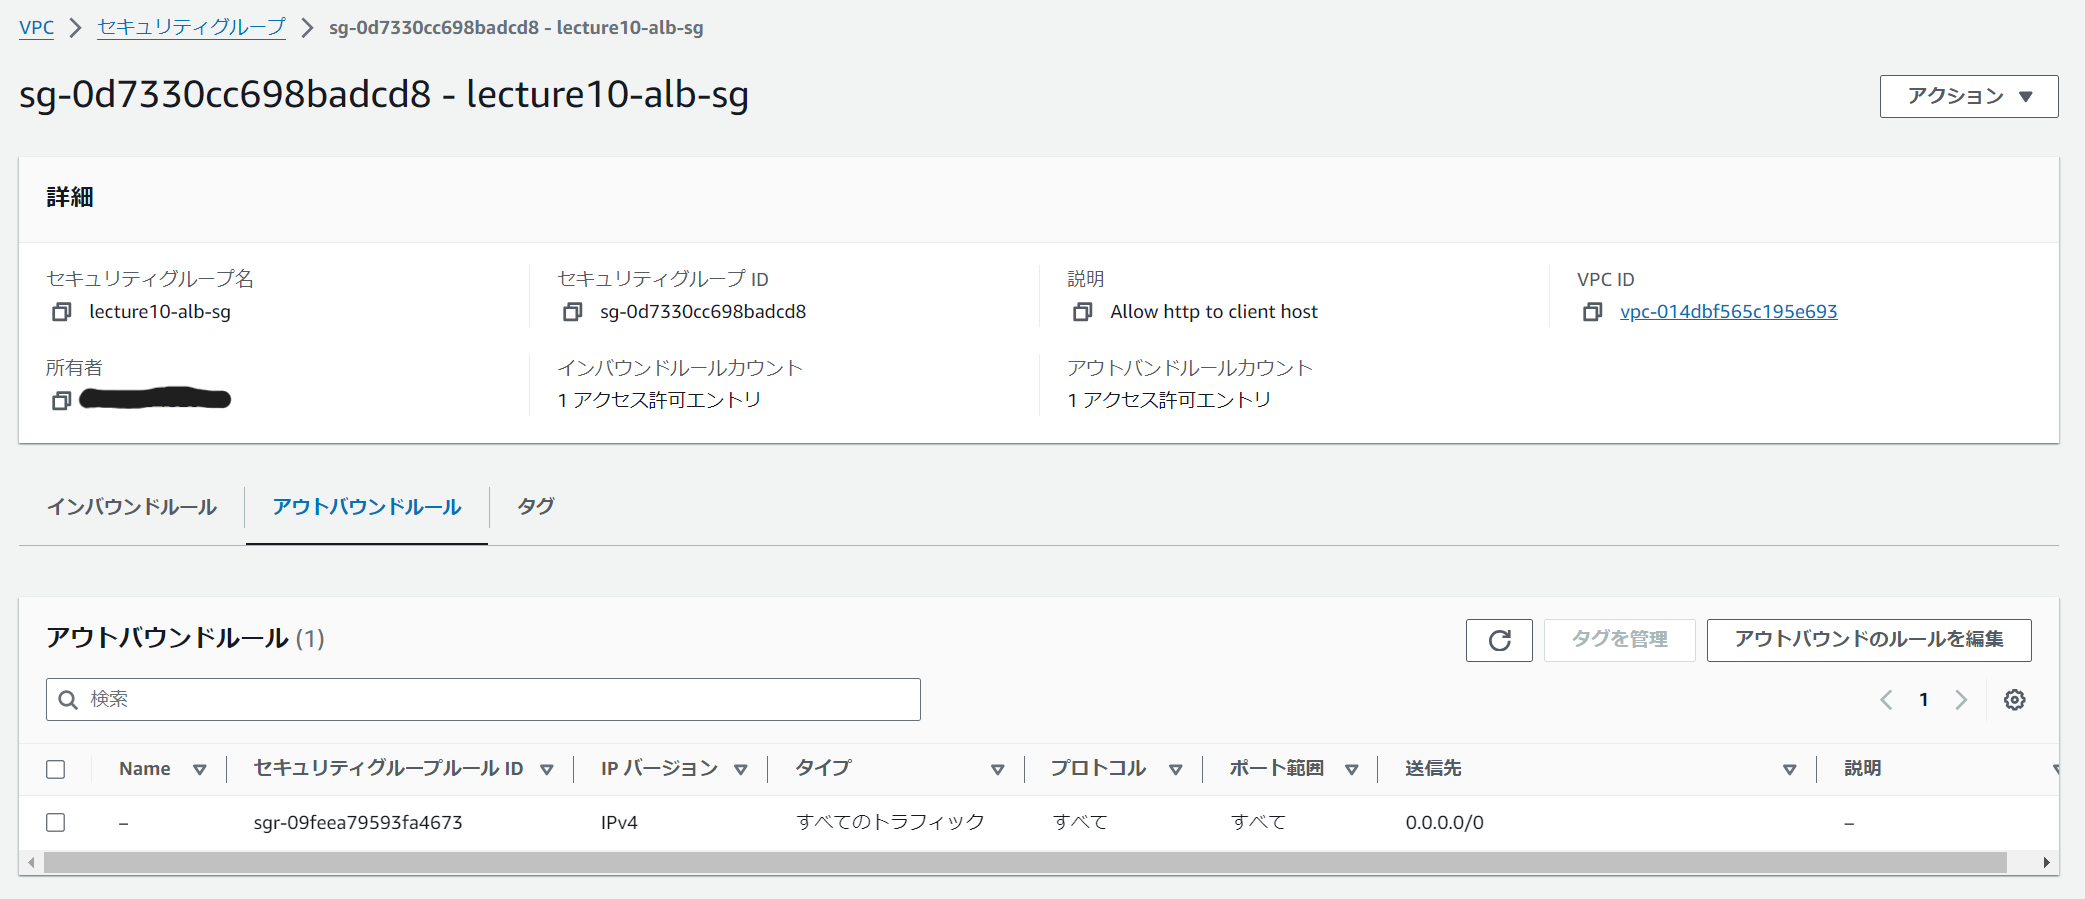 VPC > セキュリティグループ > sg-0d7330cc698badcd8 - lecture10-alb-sg
sg-0d7330cc698badcd8 - lecture10-alb-sg
アクション ▼
詳細
セキュリティグループ名
lecture10-alb-sg
セキュリティグループ ID
sg-0d7330cc698badcd8
説明
Allow http to client host
VPC ID
vpc-014dbf565c195e693
所有者
インバウンドルールカウント
1 アクセス許可エントリ
アウトバンドルールカウント
1 アクセス許可エントリ
インバウンドルール アウトバウンドルール タグ
アウトバウンドルール (1)
タグを管理 アウトバウンドのルールを編集
検索
1
Name セキュリティグループルール ID IP バージョン タイプ プロトコル ポート範囲 送信先 説明
– sgr-09feea79593fa4673 IPv4 すべてのトラフィック すべて すべて 0.0.0.0/0 –